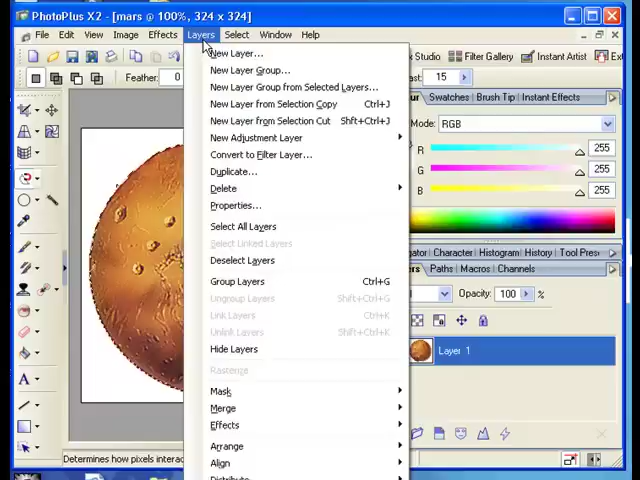 PhotoPlus X2 - [mars @ 100%, 324 x 324]
File Edit View Image Effects Layers Select Window Help
Studio Filter Gallery Instant Artist
Feather: 0
15
New Layer...
New Layer Group...
New Layer Group from Selected Layers...
New Layer from Selection Copy Ctrl+J
New Layer from Selection Cut Shft+Ctrl+J
New Adjustment Layer
Convert to Filter Layer...
Duplicate...
Delete
Properties...
Select All Layers
Select Linked Layers
Deselect Layers
Group Layers Ctrl+G
Ungroup Layers Shift+Ctrl+G
Link Layers Ctrl+K
Unlink Layers Shift+Ctrl+K
Hide Layers
Rasterize
Mask
Merge
Effects
Arrange
Align
Distribute
Swatches Brush Tip Instant Effects
Mode: RGB
R 255
G 255
B 255
Character Histogram History Tool
Paths Macros Channels
Opacity: 100 %
Layer 1
Determines how pixels interact